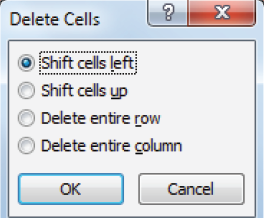 Delete Cells
?
X
Shift cells left
Shift cells up
Delete entire row
Delete entire column
OK
Cancel